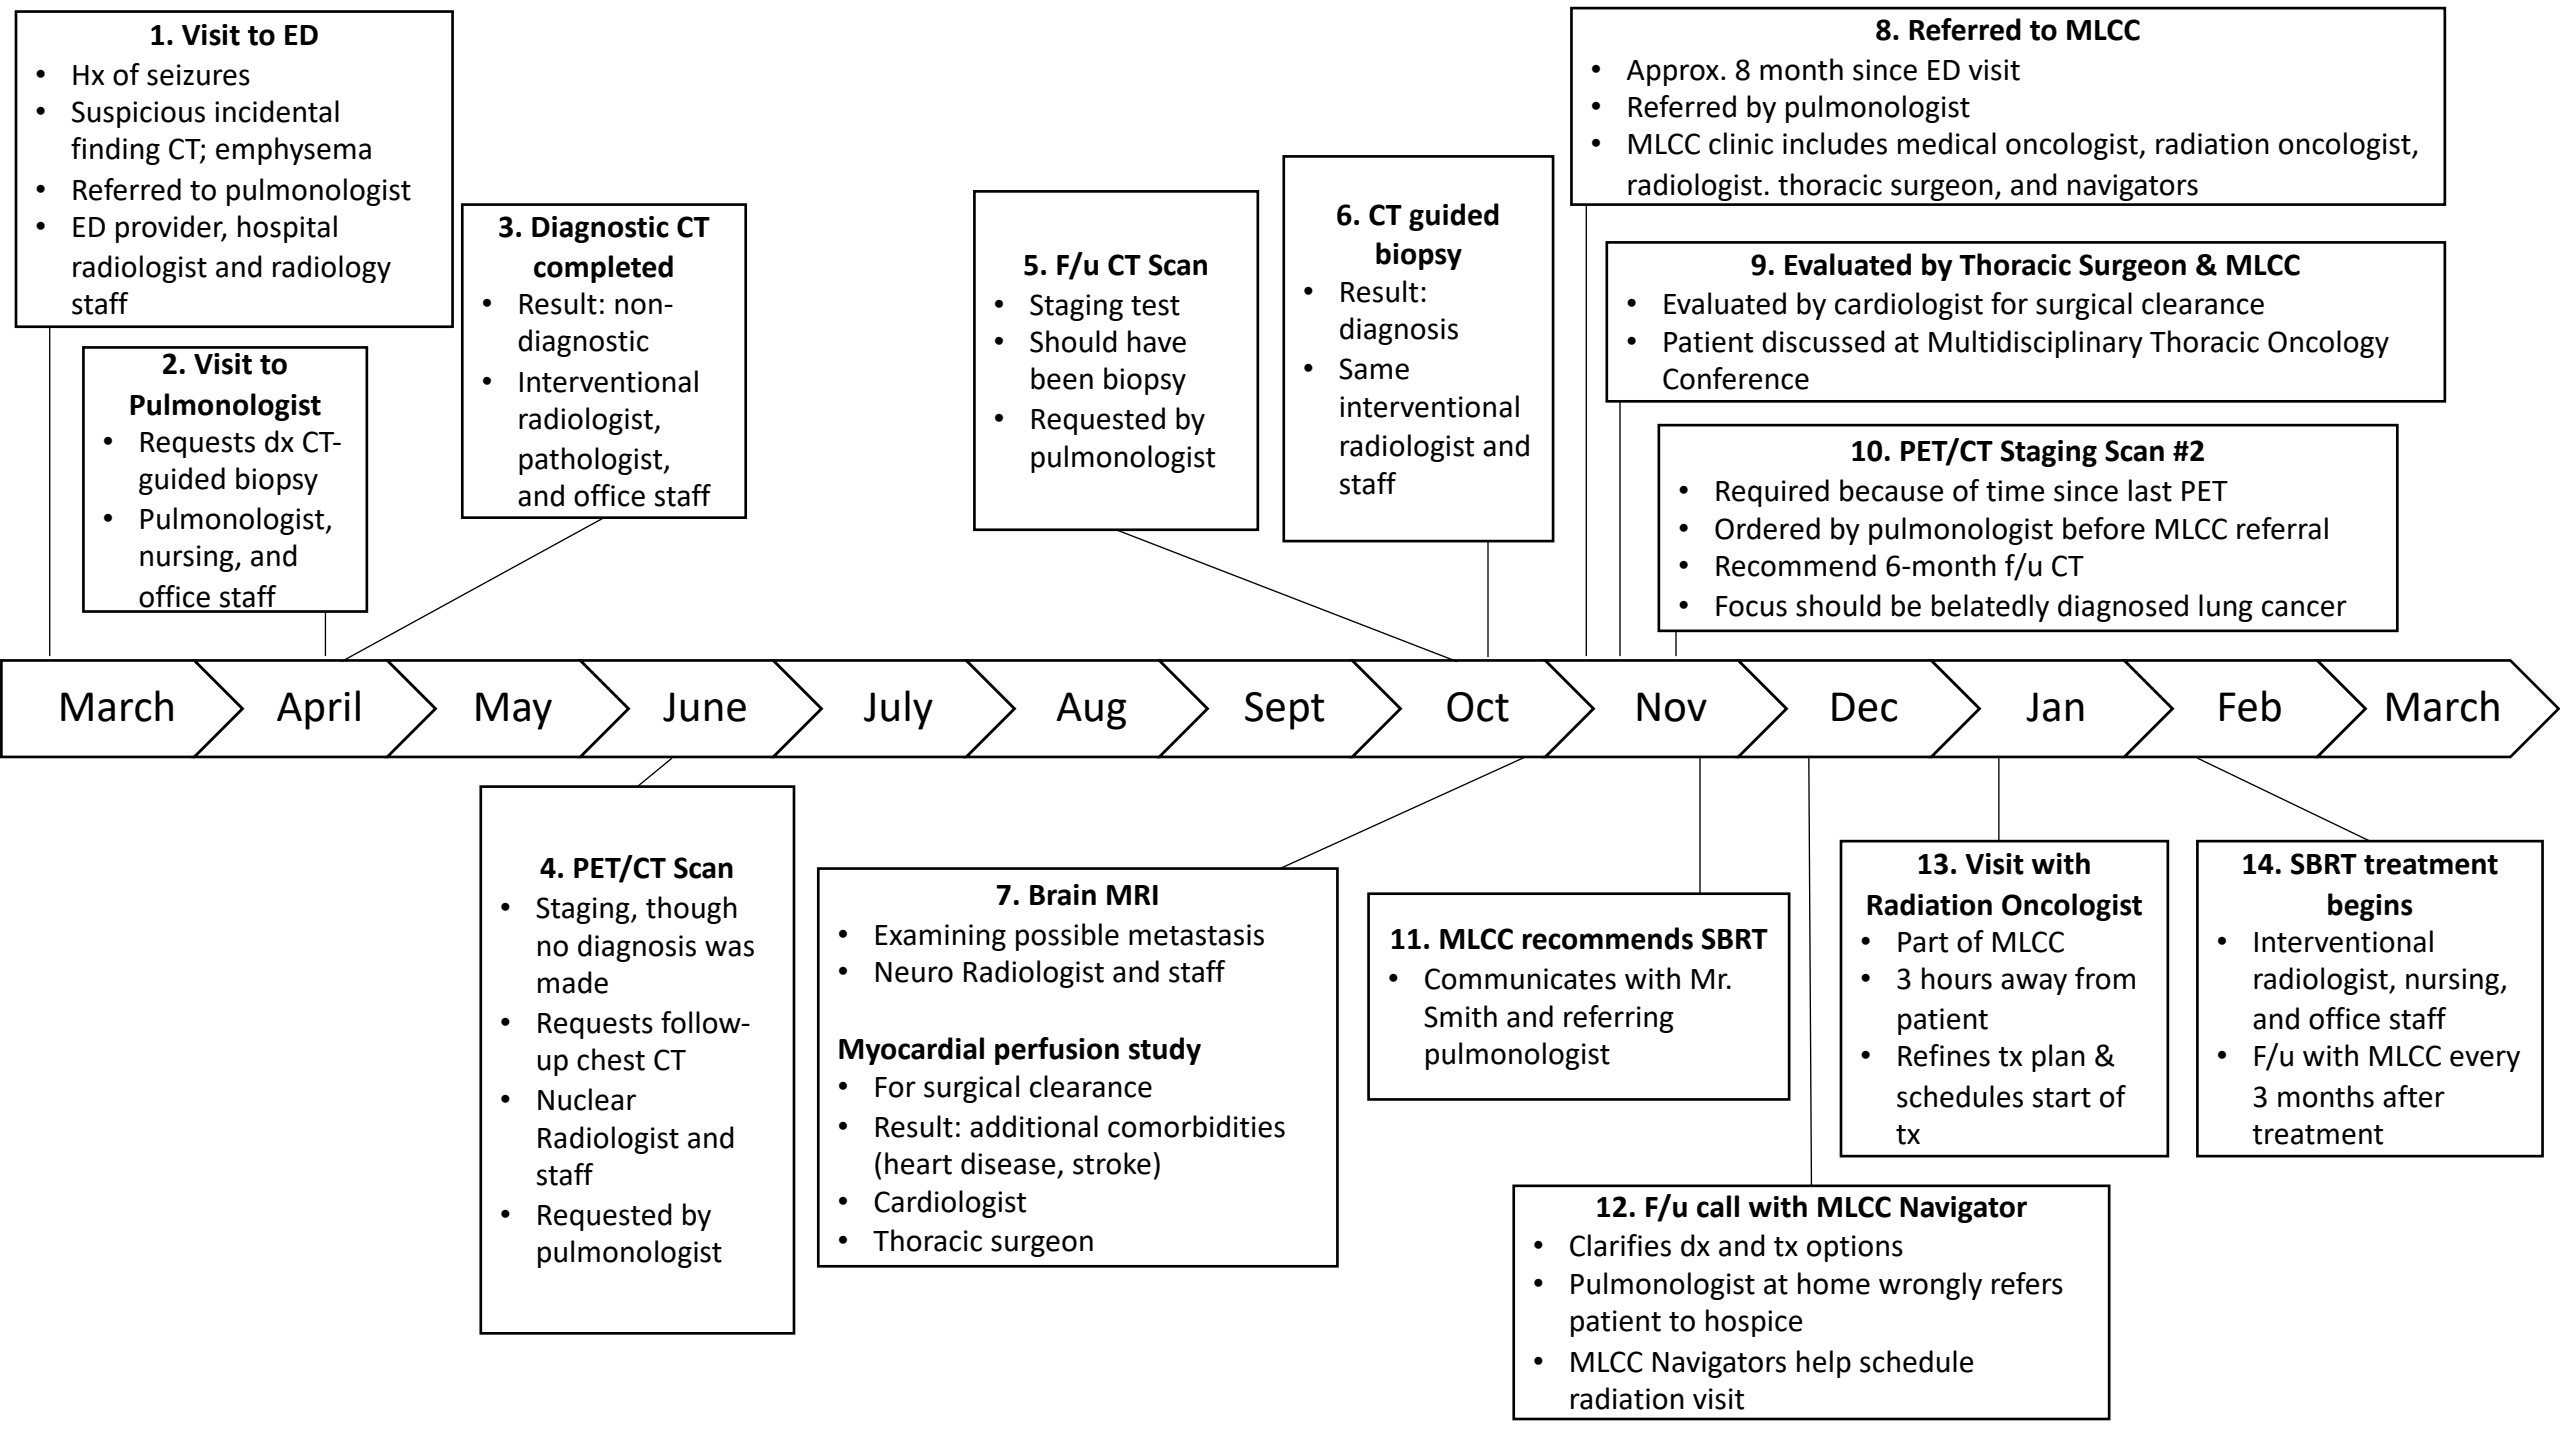 1. Visit to ED
• Hx of seizures
• Suspicious incidental
finding CT; emphysema
• Referred to pulmonologist
• ED provider, hospital
radiologist and radiology
staff
2. Visit to
Pulmonologist
• Requests dx CT-
guided biopsy
• Pulmonologist,
nursing, and
office staff
3. Diagnostic CT
completed
• Result: non-
diagnostic
• Interventional
radiologist,
pathologist,
and office staff
5. F/u CT Scan
• Staging test
• Should have
been biopsy
• Requested by
pulmonologist
6. CT guided
biopsy
• Result:
diagnosis
• Same
interventional
radiologist and
staff
8. Referred to MLCC
• Approx. 8 month since ED visit
• Referred by pulmonologist
• MLCC clinic includes medical oncologist, radiation oncologist,
radiologist. thoracic surgeon, and navigators
9. Evaluated by Thoracic Surgeon & MLCC
• Evaluated by cardiologist for surgical clearance
• Patient discussed at Multidisciplinary Thoracic Oncology
Conference
10. PET/CT Staging Scan #2
• Required because of time since last PET
• Ordered by pulmonologist before MLCC referral
• Recommend 6-month f/u CT
• Focus should be belatedly diagnosed lung cancer
March April May June July Aug Sept Oct Nov Dec Jan Feb March
4. PET/CT Scan
• Staging, though
no diagnosis was
made
• Requests follow-
up chest CT
• Nuclear
Radiologist and
staff
• Requested by
pulmonologist
7. Brain MRI
• Examining possible metastasis
• Neuro Radiologist and staff
Myocardial perfusion study
• For surgical clearance
• Result: additional comorbidities
(heart disease, stroke)
• Cardiologist
• Thoracic surgeon
11. MLCC recommends SBRT
• Communicates with Mr.
Smith and referring
pulmonologist
12. F/u call with MLCC Navigator
• Clarifies dx and tx options
• Pulmonologist at home wrongly refers
patient to hospice
• MLCC Navigators help schedule
radiation visit
13. Visit with
Radiation Oncologist
• Part of MLCC
• 3 hours away from
patient
• Refines tx plan &
schedules start of
tx
14. SBRT treatment
begins
• Interventional
radiologist, nursing,
and office staff
• F/u with MLCC every
3 months after
treatment